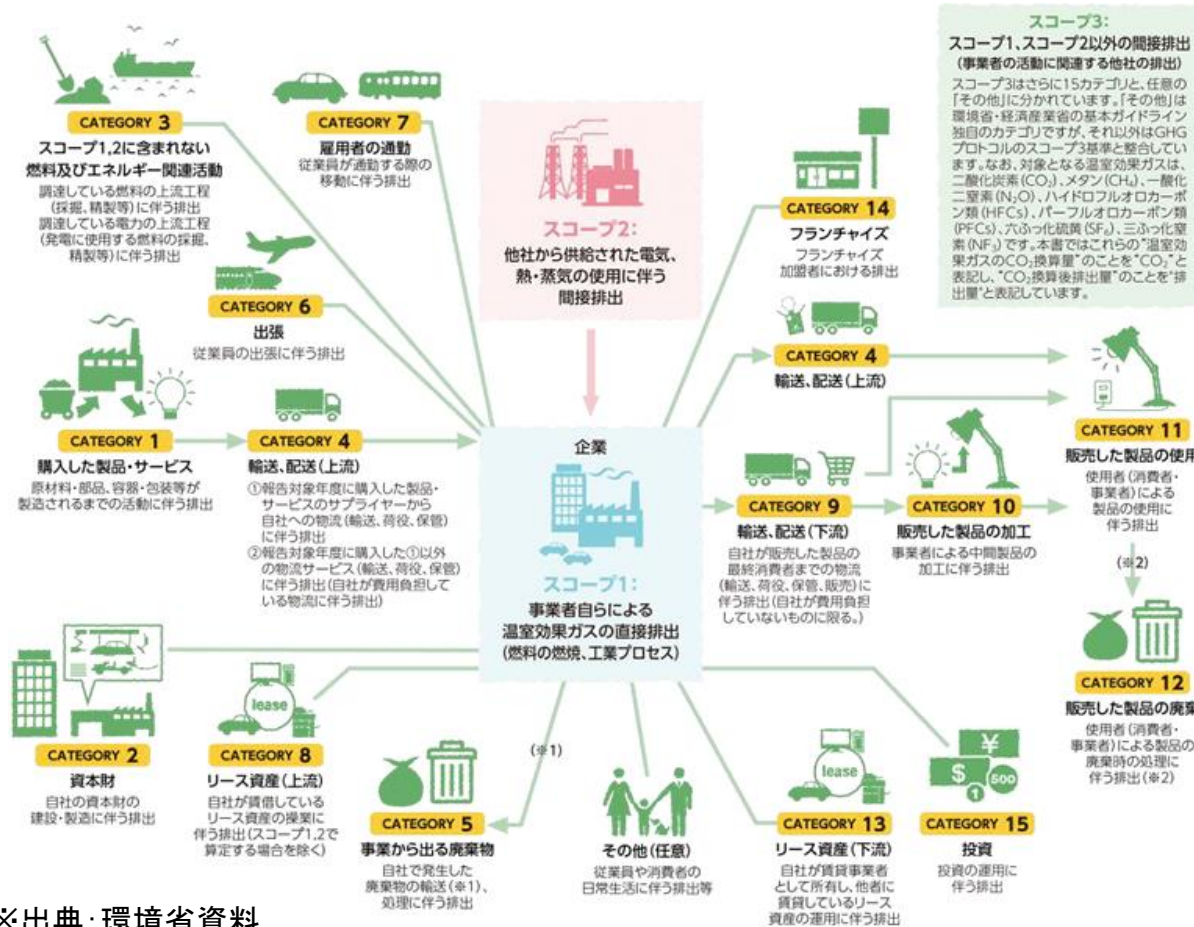 CATEGORY 3
スコープ1,2に含まれない
燃料及びエネルギー関連活動
調達している燃料の上流工程
(採掘、精製等)に伴う排出
調達している電力の上流工程
(発電に使用する燃料の採掘、
精製等)に伴う排出
CATEGORY 7
雇用者の通勤
従業員が通勤する際の
移動に伴う排出
CATEGORY 6
出張
従業員の出張に伴う排出
スコープ2:
他社から供給された電気、
熱・蒸気の使用に伴う
間接排出
CATEGORY 14
フランチャイズ
フランチャイズ
加盟者における排出
スコープ3:
スコープ1、スコープ2以外の間接排出
(事業者の活動に関連する他社の排出)
スコープ3はさらに15カテゴリと、任意の
「その他」に分かれています。「その他」は
環境省・経済産業省の基本ガイドライン
独自のカテゴリですが、それ以外はGHG
プロトコルのスコープ3基準と整合してい
ます。なお、対象となる温室効果ガスは、
二酸化炭素(CO₂)、メタン(CH₄)、一酸化
二窒素(N₂O)、ハイドロフルオロカーボ
ン類(HFCs)、パーフルオロカーボン類
(PFCs)、六ふっ化硫黄(SF₆)、三ふっ化窒
素(NF₃)です。本書ではこれらの"温室効
果ガスのCO₂換算量"のことを"CO₂"と
表記し、"CO₂換算後排出量"のことを"排
出量"と表記しています。
CATEGORY 1
購入した製品・サービス
原材料・部品、容器・包装等が
製造されるまでの活動に伴う排出
CATEGORY 4
輸送、配送(上流)
①報告対象年度に購入した製品・
サービスのサプライヤーから
自社への物流(輸送、荷役、保管)
に伴う排出
②報告対象年度に購入した①以外
の物流サービス(輸送、荷役、保管)
に伴う排出(自社が費用負担して
いる物流に伴う排出)
企業
スコープ1:
事業者自らによる
温室効果ガスの直接排出
(燃料の燃焼、工業プロセス)
CATEGORY 4
輸送、配送(上流)
CATEGORY 9
輸送、配送(下流)
自社が販売した製品の
最終消費者までの物流
(輸送、荷役、保管、販売)に
伴う排出(自社が費用負担
していないものに限る。)
CATEGORY 10
販売した製品の加工
事業者による中間製品の
加工に伴う排出
CATEGORY 11
販売した製品の使用
使用者(消費者・
事業者)による
製品の使用に
伴う排出
(※2)
CATEGORY 12
販売した製品の廃棄
使用者(消費者・
事業者)による製品の
廃棄時の処理に
伴う排出(※2)
CATEGORY 2
資本財
自社の資本財の
建設・製造に伴う排出
lease
CATEGORY 8
リース資産(上流)
自社が賃借している
リース資産の操業に
伴う排出(スコープ1,2で
算定する場合を除く)
(※1)
CATEGORY 5
事業から出る廃棄物
自社で発生した
廃棄物の輸送(※1)、
処理に伴う排出
その他(任意)
従業員や消費者の
日常生活に伴う排出等
lease
CATEGORY 13
リース資産(下流)
自社が賃貸事業者
として所有し、他者に
賃貸しているリース
資産の運用に伴う排出
¥
$
1
500
CATEGORY 15
投資
投資の運用に
伴う排出
※出典:環境省資料